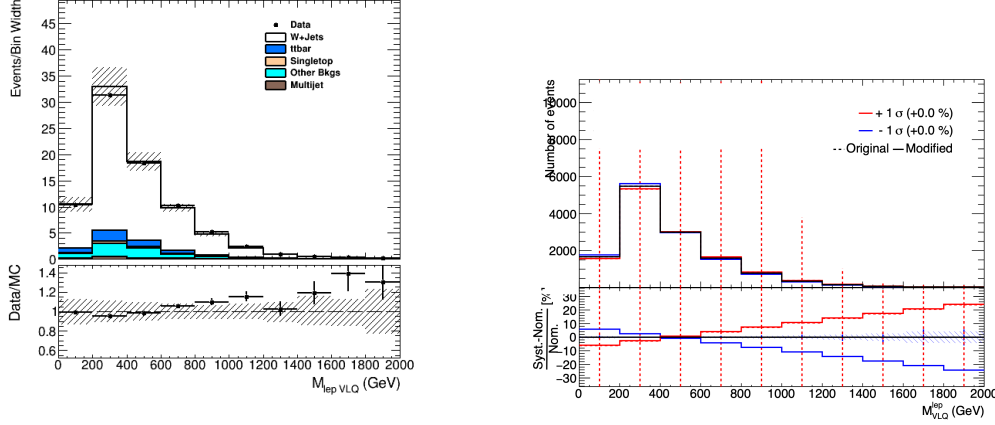 Events/Bin Width
45
40
35
30
25
20
15
10
5
0
Data
W+Jets
ttbar
Singletop
Other Bkgs
Multijet
Data/MC
1.4
1.2
1
0.8
0.6
0 200 400 600 800 1000 1200 1400 1600 1800 2000
M lep VLQ (GeV)
Number of events
10000
8000
6000
4000
2000
+ 1 σ (+0.0 %)
- 1 σ (+0.0 %)
Original Modified
Syst.-Nom.
Nom.
[%]
30
20
10
0
−10
−20
−30
0 200 400 600 800 1000 1200 1400 1600 1800 2000
M lep VLQ (GeV)